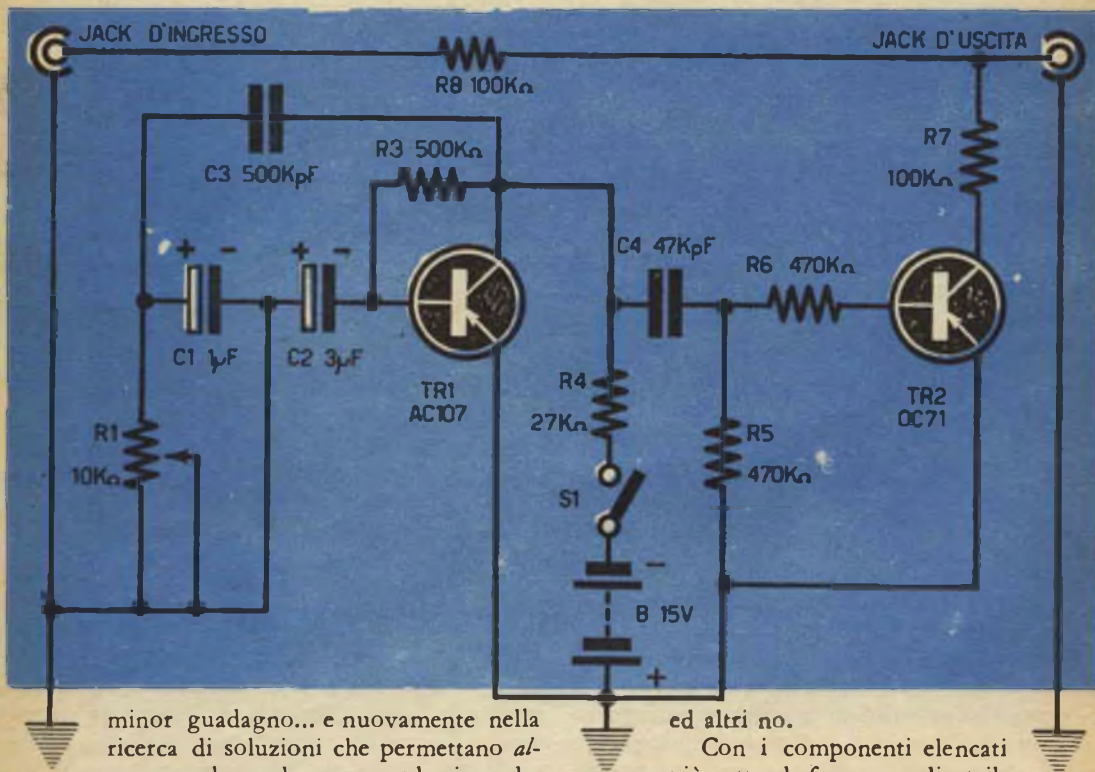 JACK D'INGRESSO
JACK D'USCITA
R8 100KΩ
R7
100KΩ
C3 500KpF
R3 500KΩ
C4 47KpF
R6 470KΩ
+ -
+ -
C1 1µF
C2 3µF
TR1
AC107
R4
27KΩ
TR2
OC71
R1
10KΩ
R5
470KΩ
S1
-
B 15V
+
minor guadagno... e nuovamente nella
ricerca di soluzioni che permettano al-
ed altri no.
Con i componenti elencati